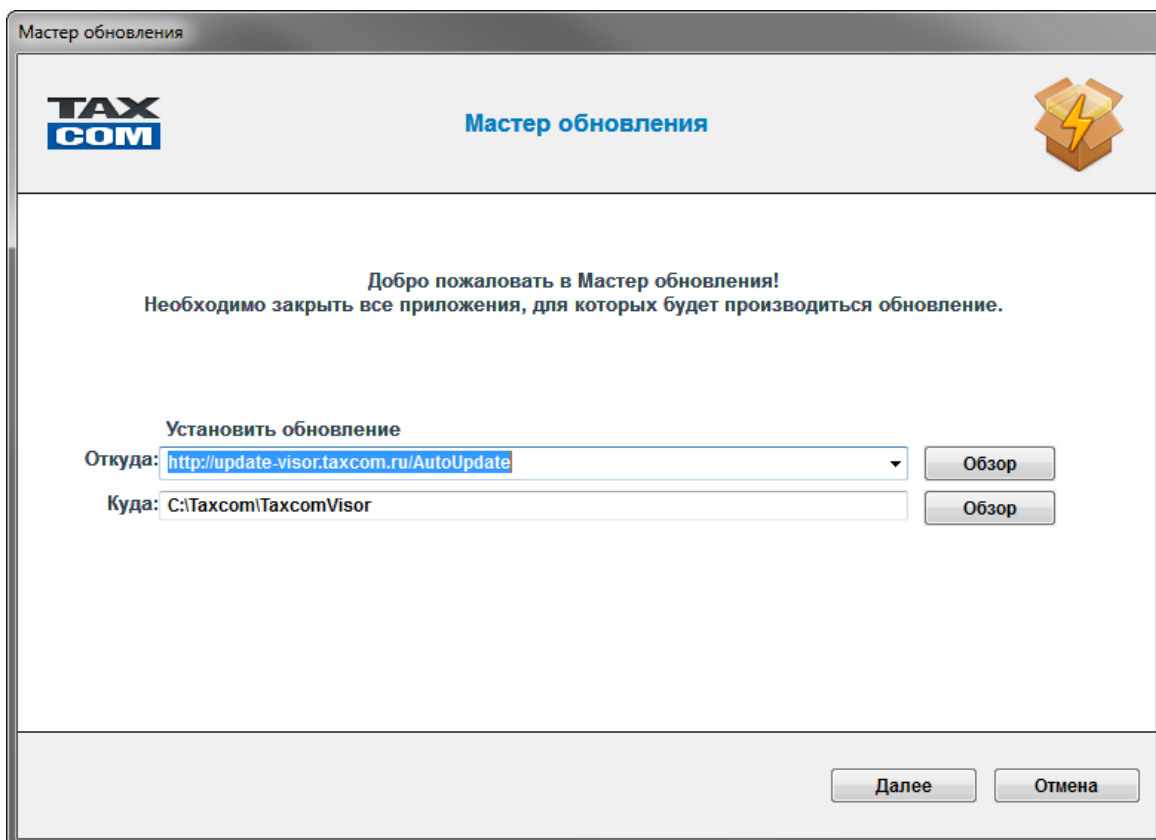 Мастер обновления
TAX
COM
Мастер обновления
Добро пожаловать в Мастер обновления!
Необходимо закрыть все приложения, для которых будет производиться обновление.
Установить обновление
Откуда: http://update-visor.taxcom.ru/AutoUpdate Обзор
Куда: C:\Taxcom\TaxcomVisor Обзор
Далее Отмена